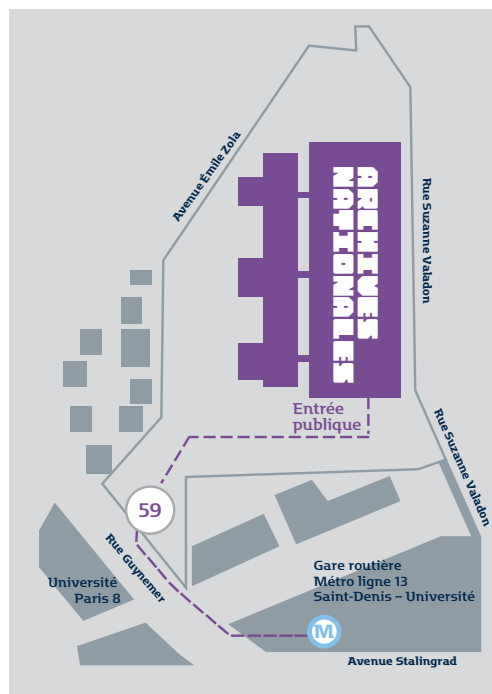 Avenue Émile Zola
ARCHIVES
NATIONALES
Rue Suzanne Valadon
Entrée
publique
Rue Suzanne Valadon
59
Rue Guynemer
Gare routière
Métro ligne 13
Saint-Denis – Université
Université
Paris 8
M
Avenue Stalingrad